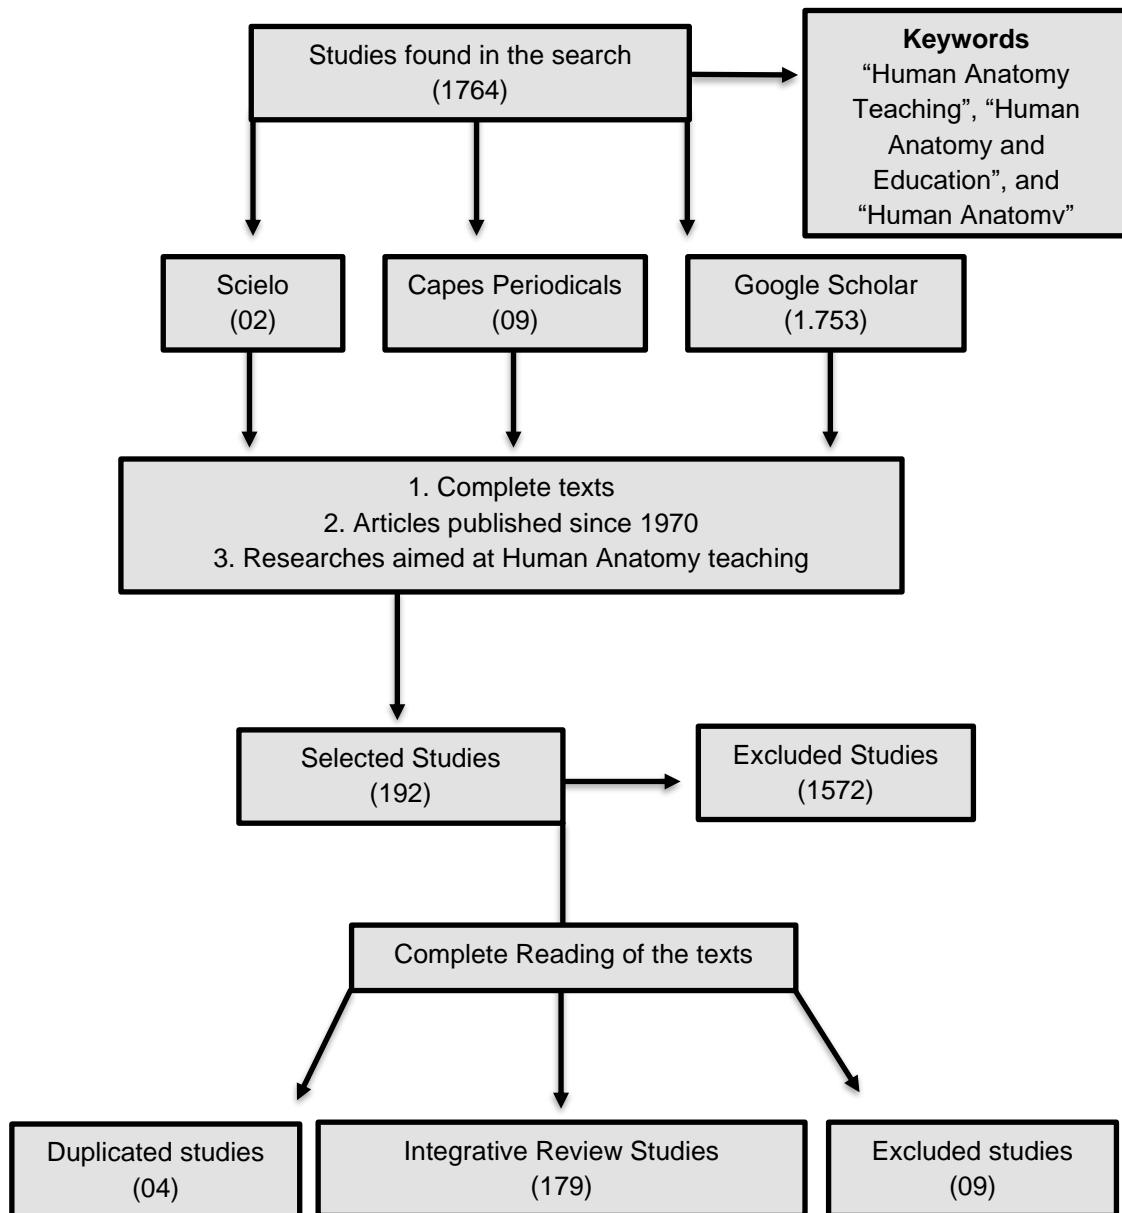 Studies found in the search
(1764)
Keywords
“Human Anatomy
Teaching”, “Human
Anatomy and
Education”, and
“Human Anatomy”
Scielo
(02)
Capes Periodicals
(09)
Google Scholar
(1.753)
1. Complete texts
2. Articles published since 1970
3. Researches aimed at Human Anatomy teaching
Selected Studies
(192)
Excluded Studies
(1572)
Complete Reading of the texts
Duplicated studies
(04)
Integrative Review Studies
(179)
Excluded studies
(09)